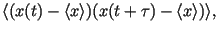 ⟨(x(t) − ⟨x⟩)(x(t + τ) − ⟨x⟩)⟩,